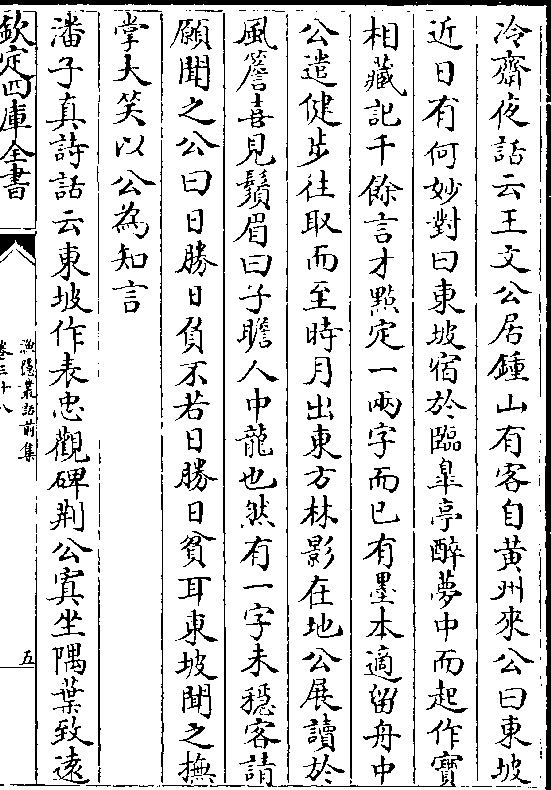 冷齋夜話云王文公居鍾山有客自黄州來公曰東坡
近日有何妙對曰東坡宿於臨臯亭醉夢中而起作寳
相藏記千餘言才點定一兩字而已有墨本適留舟中
公遣健步往取而至時月出東方林影在地公展讀於
風簷喜見鬚眉曰子瞻人中龍也然有一字未穩客請
願聞之公曰日勝日負不若日勝日貧耳東坡聞之撫
掌大笑以公為知言
潘子真詩話云東坡作表忠觀碑荆公寘坐隅葉致遠
欽定四庫全書
漁隠叢話前集
卷三十八
五